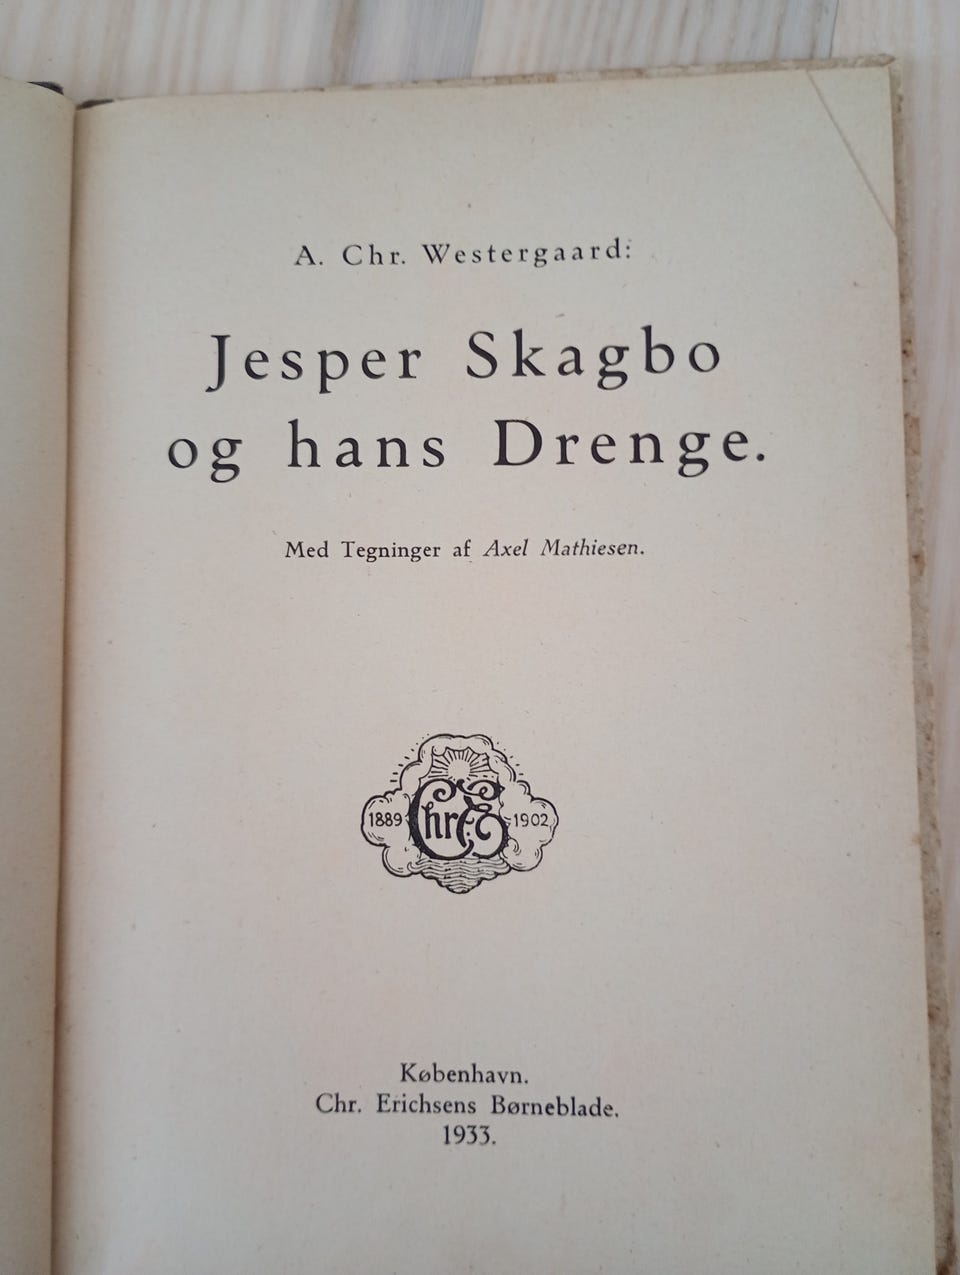 A. Chr. Westergaard:
Jesper Skagbo
og hans Drenge.
Med Tegninger af Axel Mathiesen.
1889 Chr. E. 1902
København.
Chr. Erichsens Børneblade.
1933.